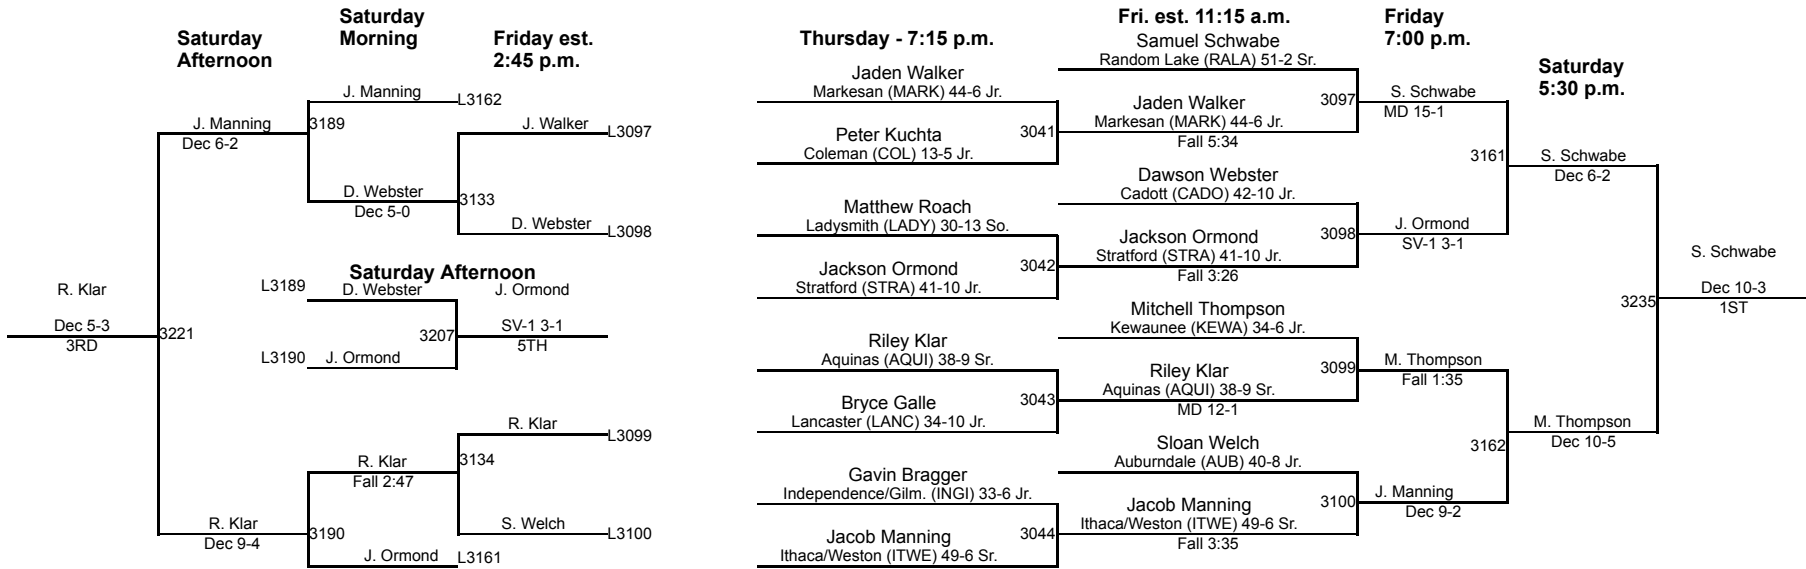 Saturday
Afternoon
Saturday
Morning
Friday est.
2:45 p.m.
J. Manning
L3162
J. Manning
3189
Dec 6-2
J. Walker
L3097
D. Webster
3133
Dec 5-0
D. Webster
L3098
Saturday Afternoon
L3189
D. Webster
J. Ormond
R. Klar
Dec 5-3
3221
3RD
3207
SV-1 3-1
5TH
L3190
J. Ormond
R. Klar
L3099
R. Klar
3134
Fall 2:47
S. Welch
L3100
R. Klar
3190
Dec 9-4
J. Ormond
L3161
Thursday - 7:15 p.m.
Fri. est. 11:15 a.m.
Friday
7:00 p.m.
Saturday
5:30 p.m.
Samuel Schwabe
Random Lake (RALA) 51-2 Sr.
Jaden Walker
Markesan (MARK) 44-6 Jr.
3097
S. Schwabe
MD 15-1
Jaden Walker
Markesan (MARK) 44-6 Jr.
3041
Fall 5:34
Peter Kuchta
Coleman (COL) 13-5 Jr.
3161
S. Schwabe
Dec 6-2
Dawson Webster
Cadott (CADO) 42-10 Jr.
Matthew Roach
Ladysmith (LADY) 30-13 So.
3098
J. Ormond
SV-1 3-1
Jackson Ormond
Stratford (STRA) 41-10 Jr.
3042
Fall 3:26
Jackson Ormond
Stratford (STRA) 41-10 Jr.
S. Schwabe
Dec 10-3
3235
1ST
Mitchell Thompson
Kewaunee (KEWA) 34-6 Jr.
Riley Klar
Aquinas (AQUI) 38-9 Sr.
3099
M. Thompson
Fall 1:35
Riley Klar
Aquinas (AQUI) 38-9 Sr.
3043
MD 12-1
Bryce Galle
Lancaster (LANC) 34-10 Jr.
M. Thompson
3162
Dec 10-5
Sloan Welch
Auburndale (AUB) 40-8 Jr.
Gavin Bragger
Independence/Gilm. (INGI) 33-6 Jr.
3100
J. Manning
Dec 9-2
Jacob Manning
Ithaca/Weston (ITWE) 49-6 Sr.
3044
Fall 3:35
Jacob Manning
Ithaca/Weston (ITWE) 49-6 Sr.